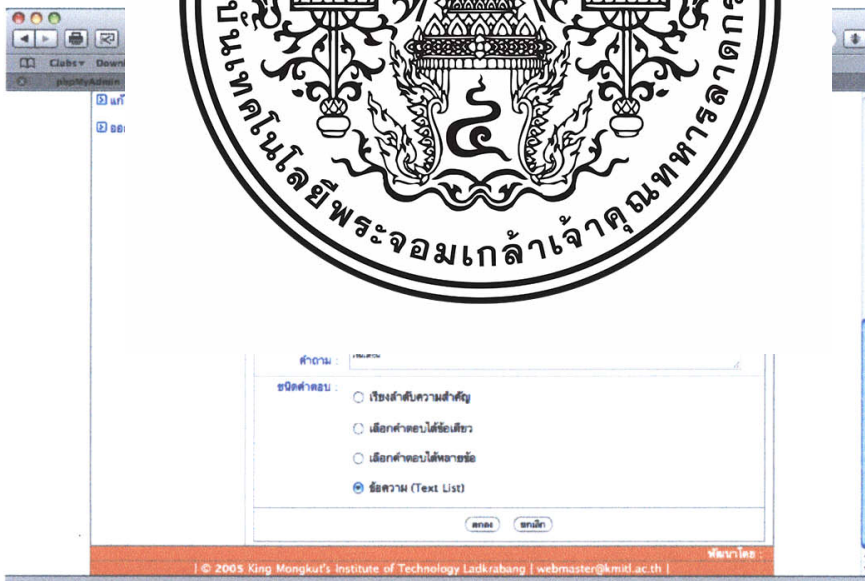 Clubs▾ Downl
phpMyAdmin
สถาบันเทคโนโลยีพระจอมเกล้าเจ้าคุณทหารลาดกร
๔
คำถาม :
ชนิดคำตอบ :
เรียงลำดับความสำคัญ
เลือกคำตอบได้ข้อเดียว
เลือกคำตอบได้หลายข้อ
ข้อความ (Text List)
ตกลง ยกเลิก
พัฒนาโดย :
| © 2005 King Mongkut's Institute of Technology Ladkrabang | webmaster@kmitl.ac.th |